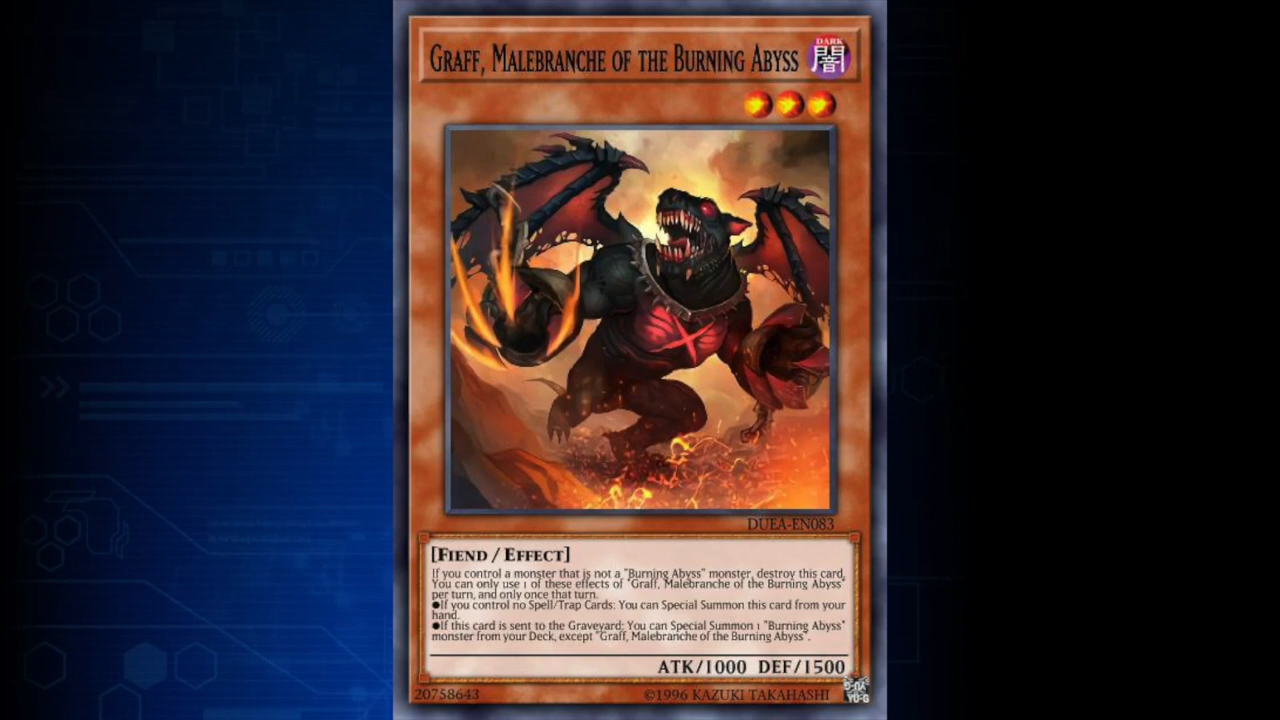 GRAFF, MALEBRANCHE OF THE BURNING ABYSS
DARK
闇
DUEA-EN083
[FIEND / EFFECT]
If you control a monster that is not a "Burning Abyss" monster, destroy this card.
You can only use 1 of these effects of "Graff, Malebranche of the Burning Abyss"
per turn, and only once that turn.
●If you control no Spell/Trap Cards: You can Special Summon this card from your
hand.
●If this card is sent to the Graveyard: You can Special Summon 1 "Burning Abyss"
monster from your Deck, except "Graff, Malebranche of the Burning Abyss".
ATK/1000 DEF/1500
20758643
©1996 KAZUKI TAKAHASHI